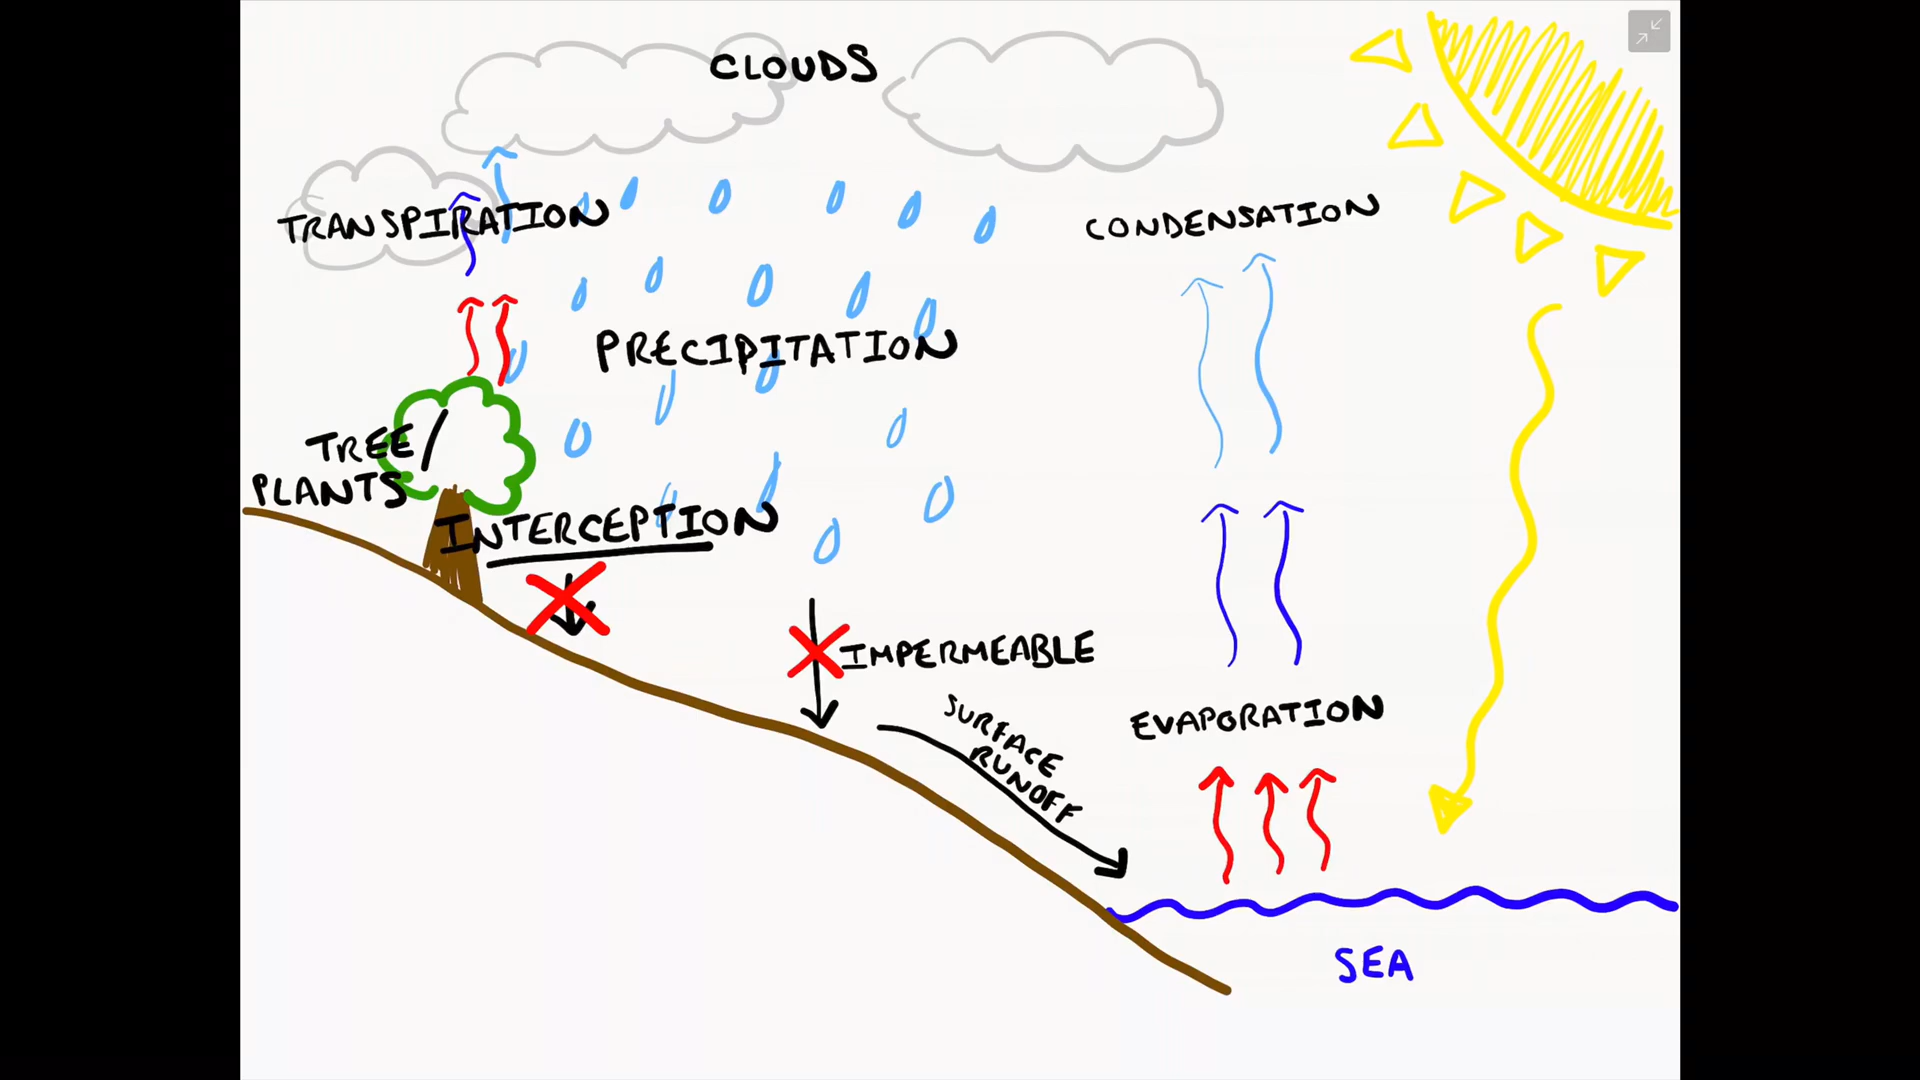 CLOUDS
TRANSPIRATION
CONDENSATION
PRECIPITATION
TREE/
PLANTS
INTERCEPTION
IMPERMEABLE
SURFACE
RUNOFF
EVAPORATION
SEA